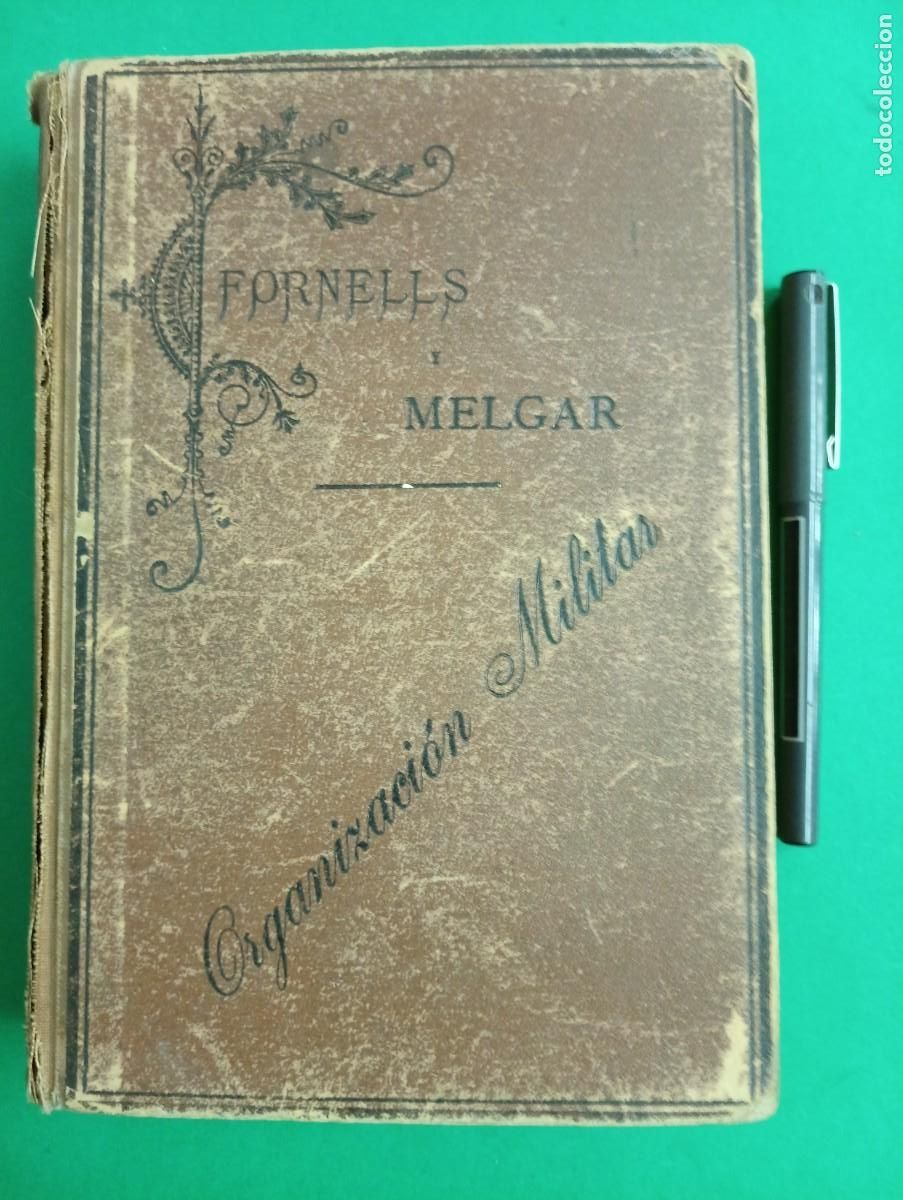 FORNELLS
Y
MELGAR
Organización Militar
todocoleccion